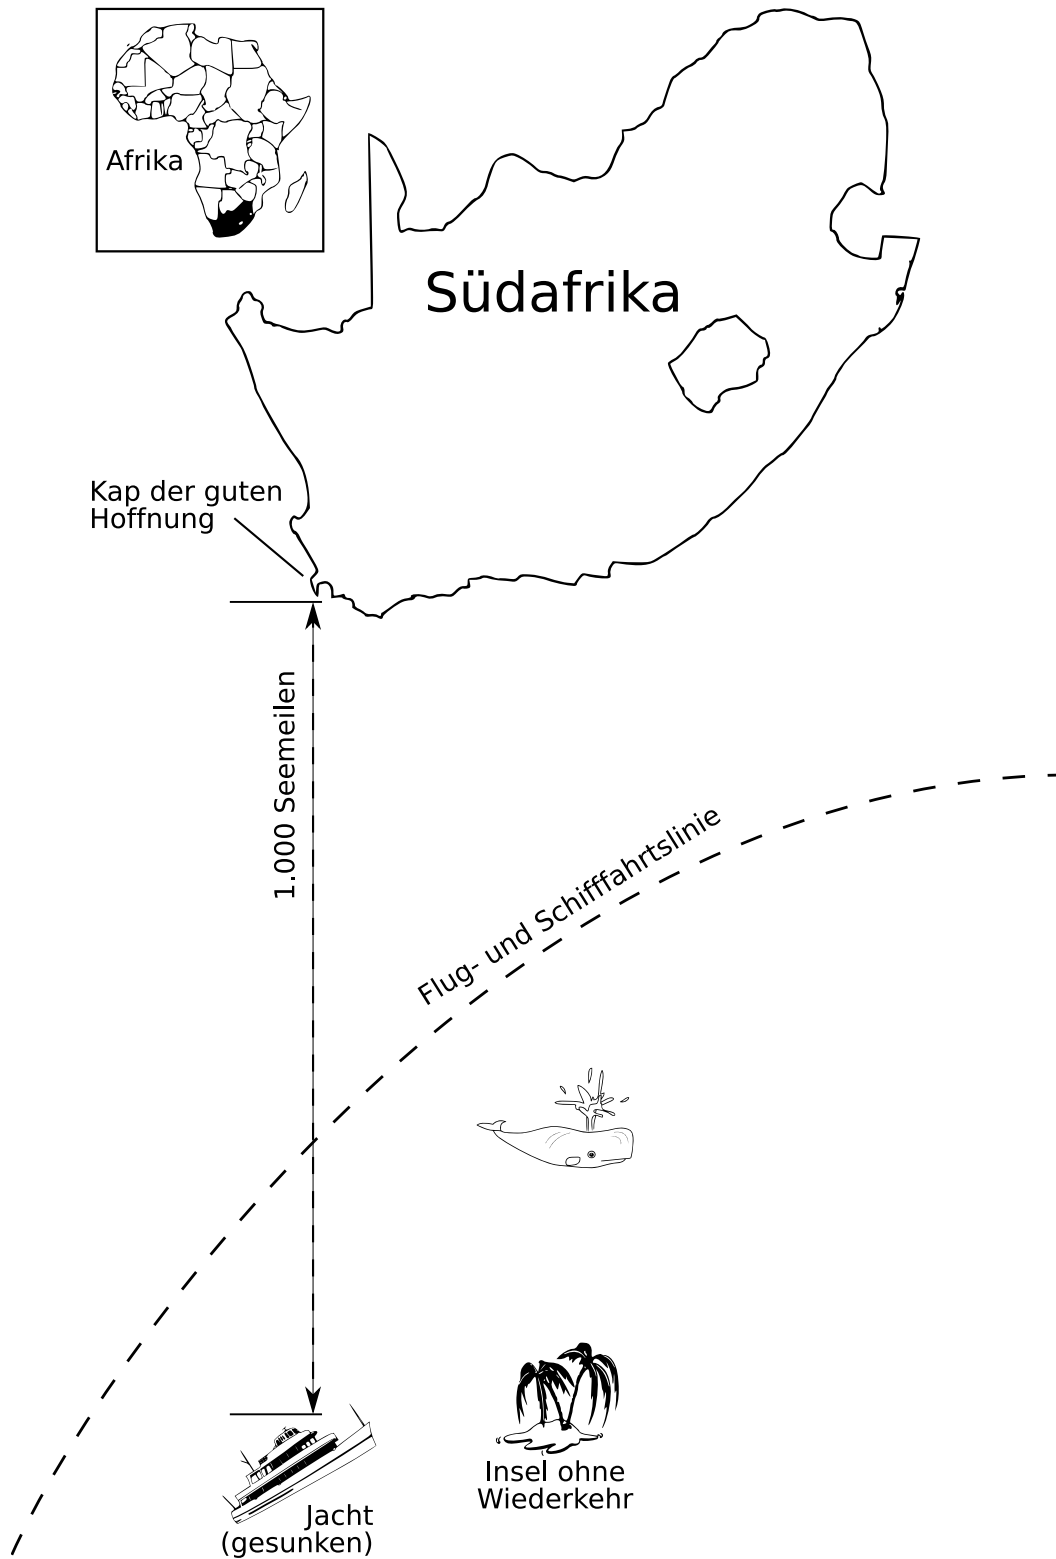 Afrika
Südafrika
Kap der guten
Hoffnung
1.000 Seemeilen
Flug- und Schifffahrtslinie
Insel ohne
Wiederkehr
Jacht
(gesunken)